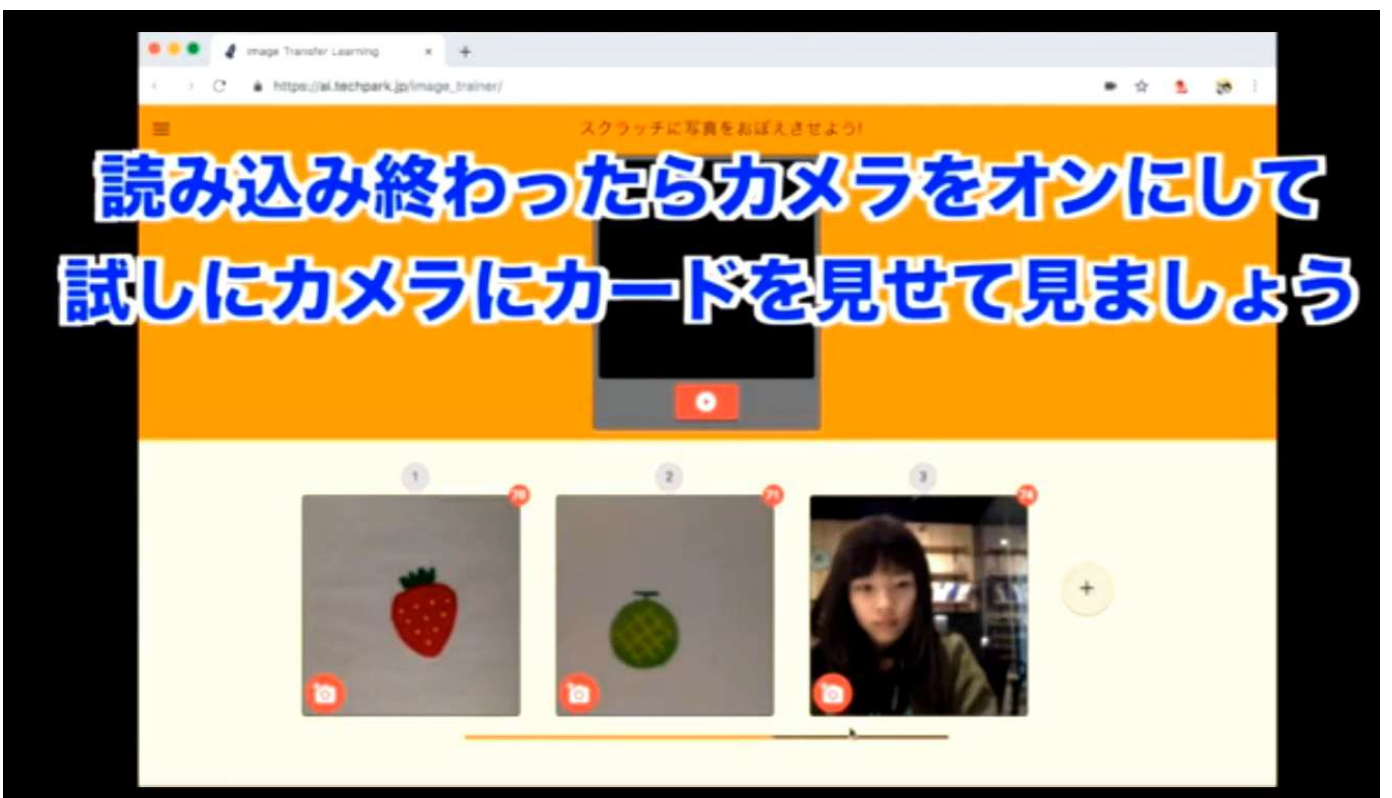 Image Transfer Learning
https://ai.techpark.jp/image_trainer/
スクラッチに写真をおぼえさせよう!
読み込み終わったらカメラをオンにして
試しにカメラにカードを見せて見ましょう
1
2
3
71
74